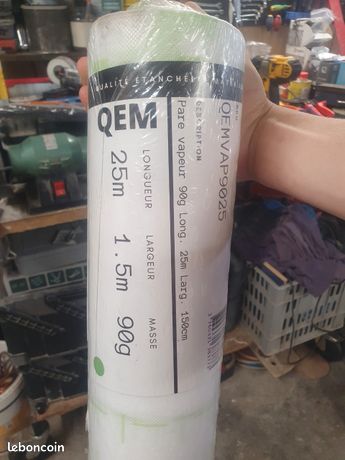 QUALITÉ ÉTANCHÉI
QEM
LONGUEUR
25m
LARGEUR
1.5m
MASSE
90g
DESCRIPTION
Pare vapeur 90g Long. 25m Larg. 150cm
QEMVAP9025
leboncoin